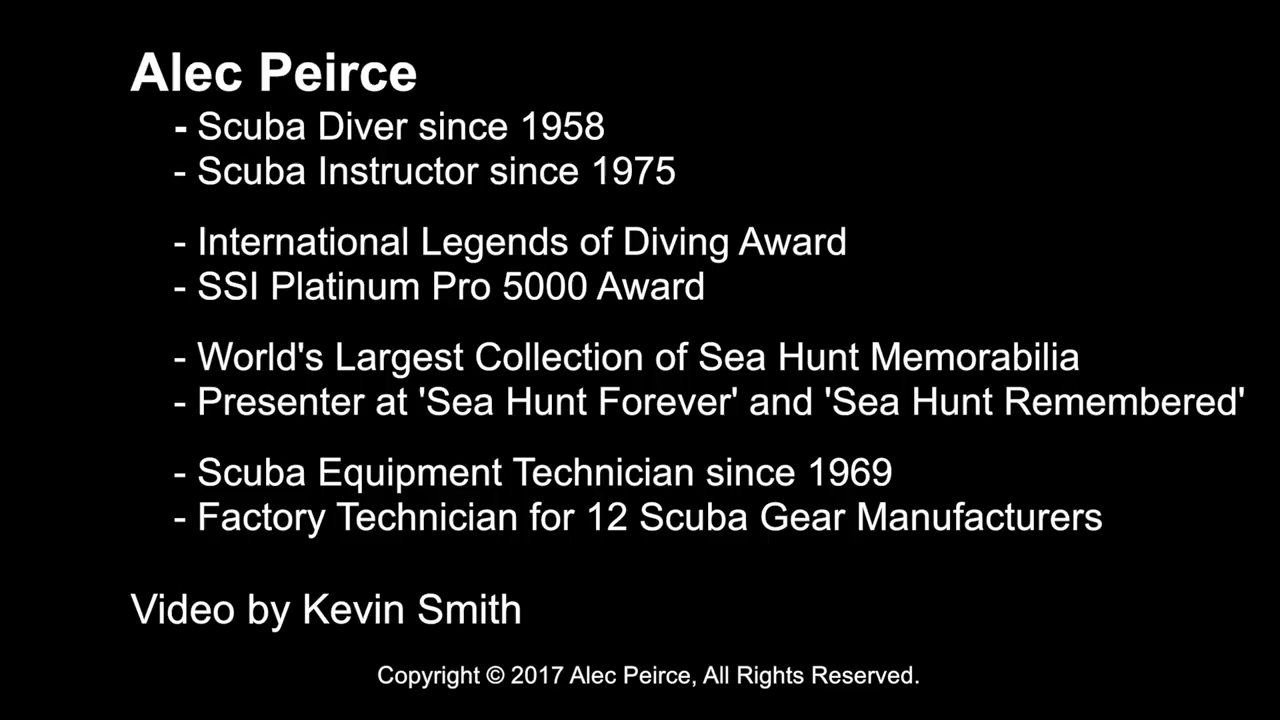 Alec Peirce
- Scuba Diver since 1958
- Scuba Instructor since 1975
- International Legends of Diving Award
- SSI Platinum Pro 5000 Award
- World's Largest Collection of Sea Hunt Memorabilia
- Presenter at 'Sea Hunt Forever' and 'Sea Hunt Remembered'
- Scuba Equipment Technician since 1969
- Factory Technician for 12 Scuba Gear Manufacturers
Video by Kevin Smith
Copyright © 2017 Alec Peirce, All Rights Reserved.